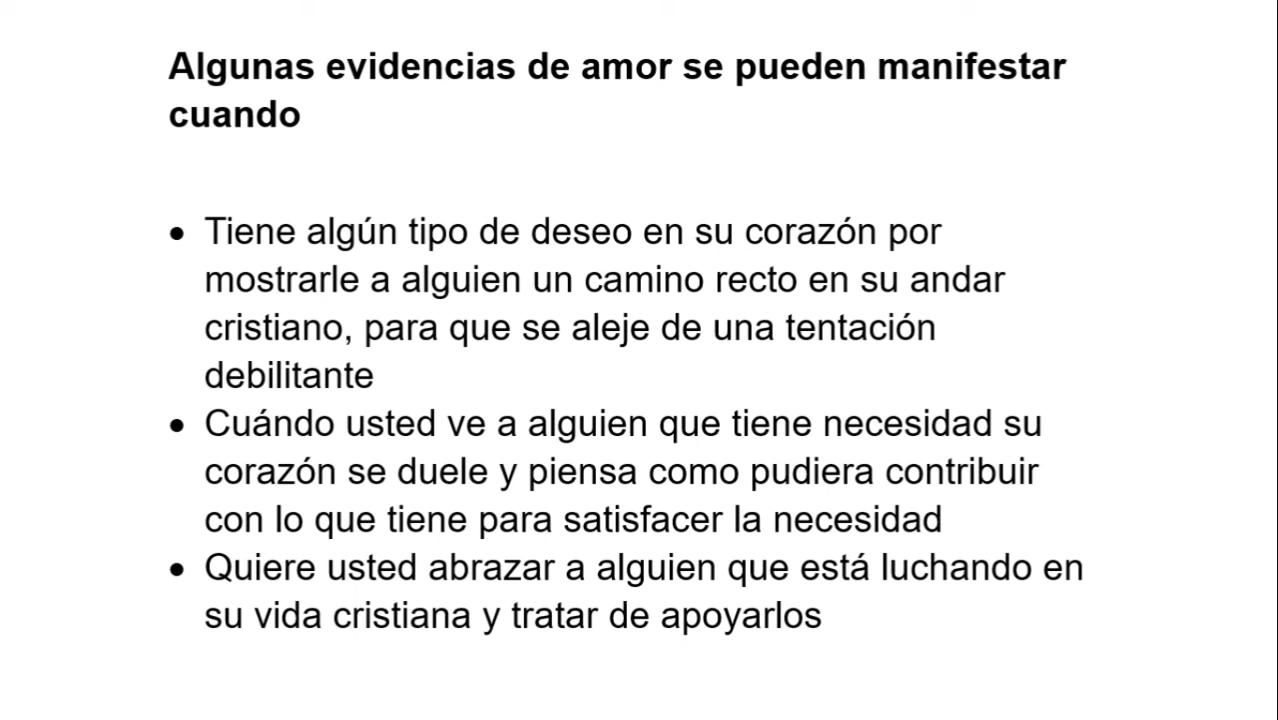 Algunas evidencias de amor se pueden manifestar
cuando
• Tiene algún tipo de deseo en su corazón por
mostrarle a alguien un camino recto en su andar
cristiano, para que se aleje de una tentación
debilitante
• Cuándo usted ve a alguien que tiene necesidad su
corazón se duele y piensa como pudiera contribuir
con lo que tiene para satisfacer la necesidad
• Quiere usted abrazar a alguien que está luchando en
su vida cristiana y tratar de apoyarlos